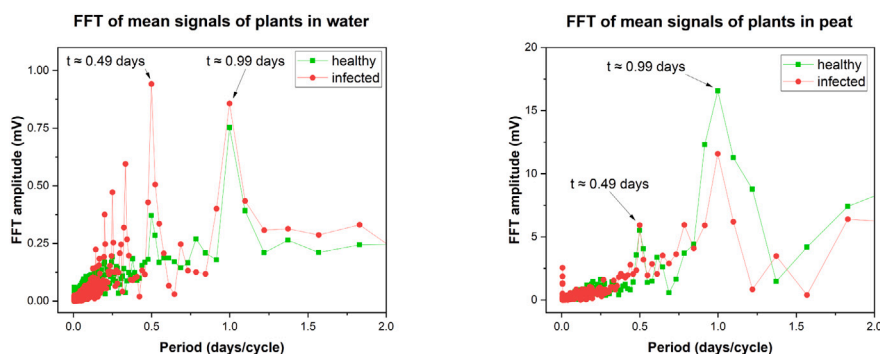 FFT of mean signals of plants in water
t ≈ 0.49 days
t ≈ 0.99 days
healthy
infected
1.00
0.75
0.50
0.25
0.00
FFT amplitude (mV)
0.0 0.5 1.0 1.5 2.0
Period (days/cycle)
FFT of mean signals of plants in peat
t ≈ 0.99 days
t ≈ 0.49 days
healthy
infected
20
15
10
5
0
FFT amplitude (mV)
0.0 0.5 1.0 1.5 2.0
Period (days/cycle)